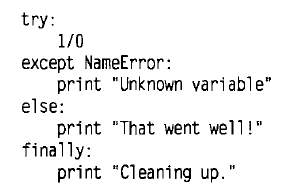 try:
    1/0
except NameError:
    print "Unknown variable"
else:
    print "That went well!"
finally:
    print "Cleaning up."